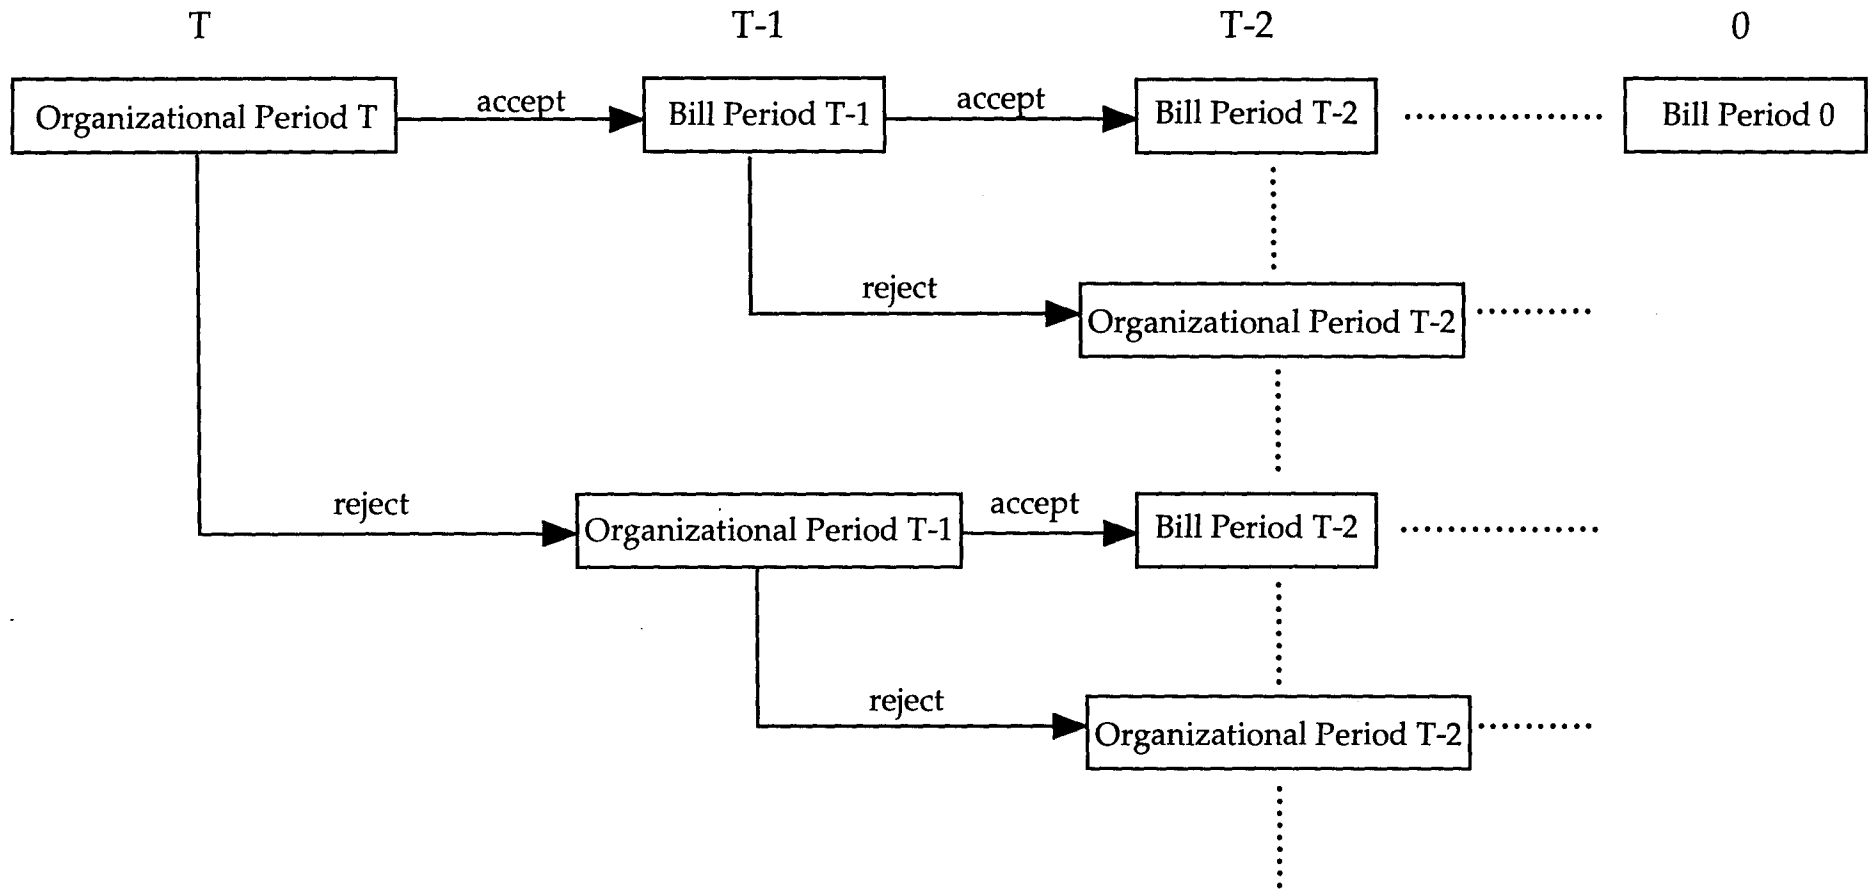 T T-1 T-2 0
Organizational Period T accept Bill Period T-1 accept Bill Period T-2 Bill Period 0
reject
Organizational Period T-2
reject
Organizational Period T-1
accept
Bill Period T-2
reject
Organizational Period T-2